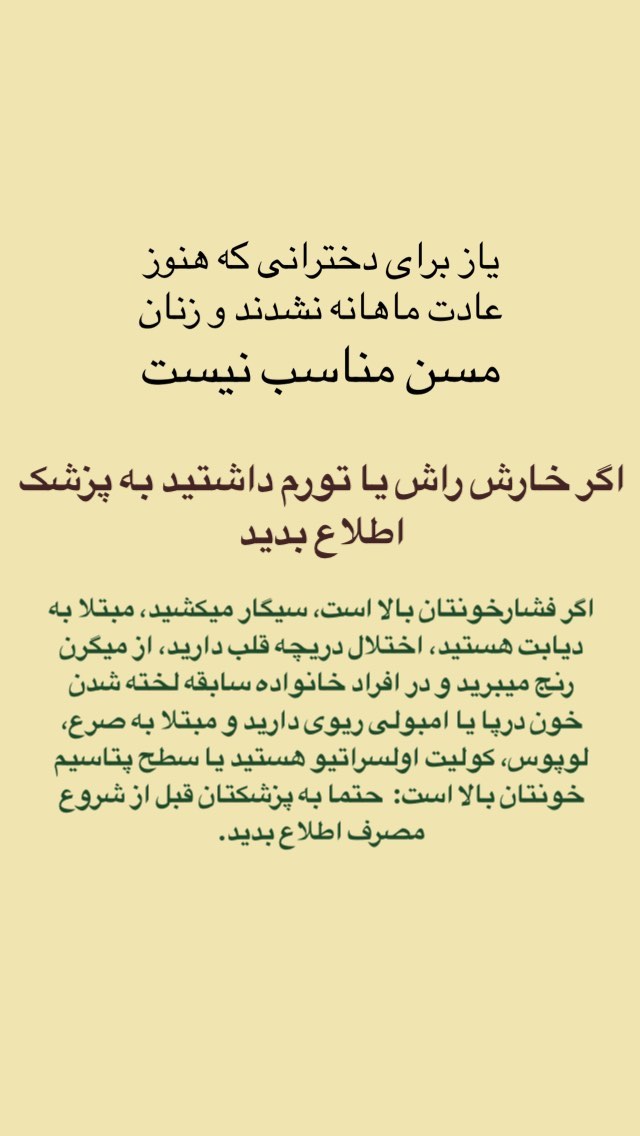 یاز برای دخترانی که هنوز
عادت ماهانه نشدند و زنان
مسن مناسب نیست
اگر خارش راش یا تورم داشتید به پزشک
اطلاع بدید
اگر فشارخونتان بالا است، سیگار میکشید، مبتلا به
دیابت هستید، اختلال دریچه قلب دارید، از میگرن
رنج میبرید و در افراد خانواده سابقه لخته شدن
خون درپا یا امبولی ریوی دارید و مبتلا به صرع،
لوپوس، کولیت اولسراتیو هستید یا سطح پتاسیم
خونتان بالا است: حتما به پزشکتان قبل از شروع
مصرف اطلاع بدید.